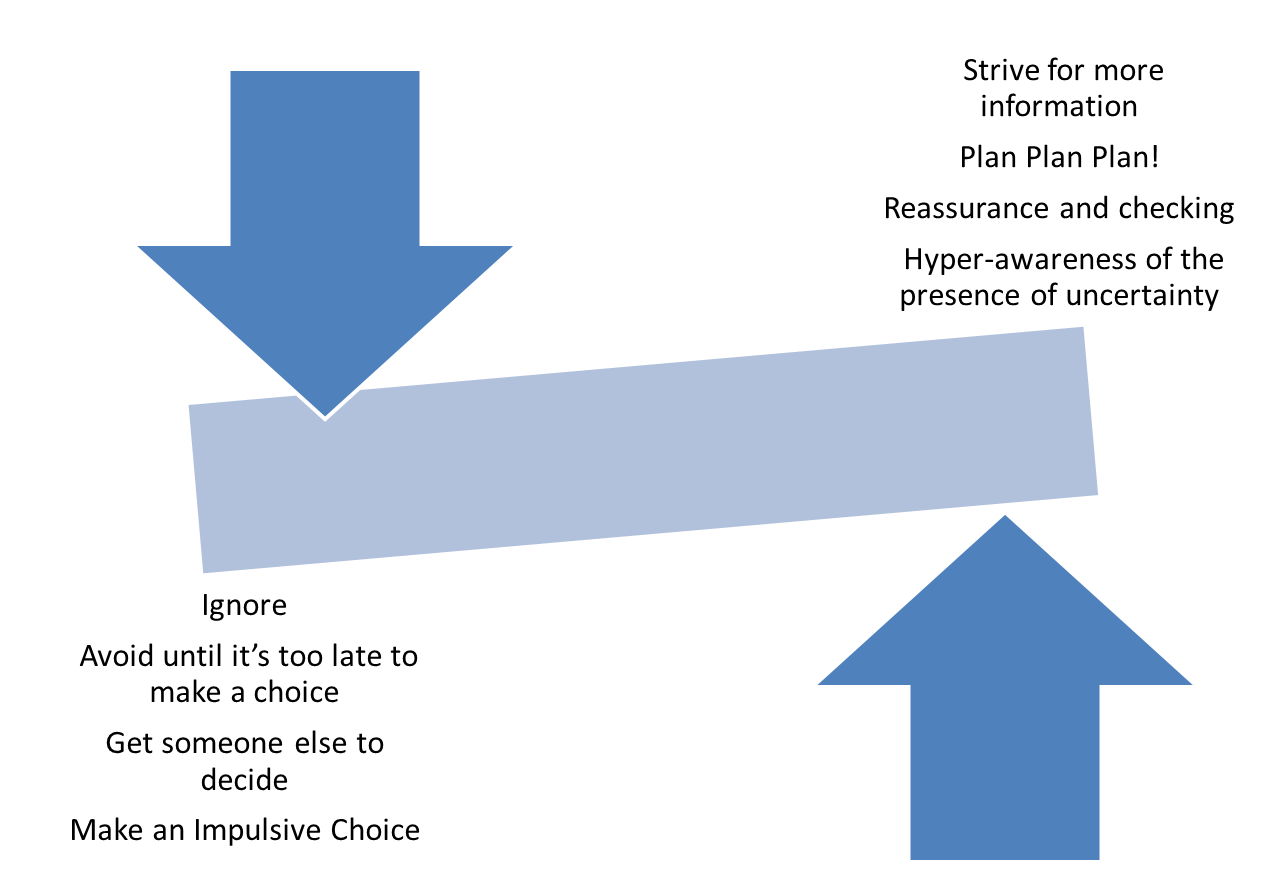 Strive for more
information
Plan Plan Plan!
Reassurance and checking
Hyper-awareness of the
presence of uncertainty
Ignore
Avoid until it’s too late to
make a choice
Get someone else to
decide
Make an Impulsive Choice